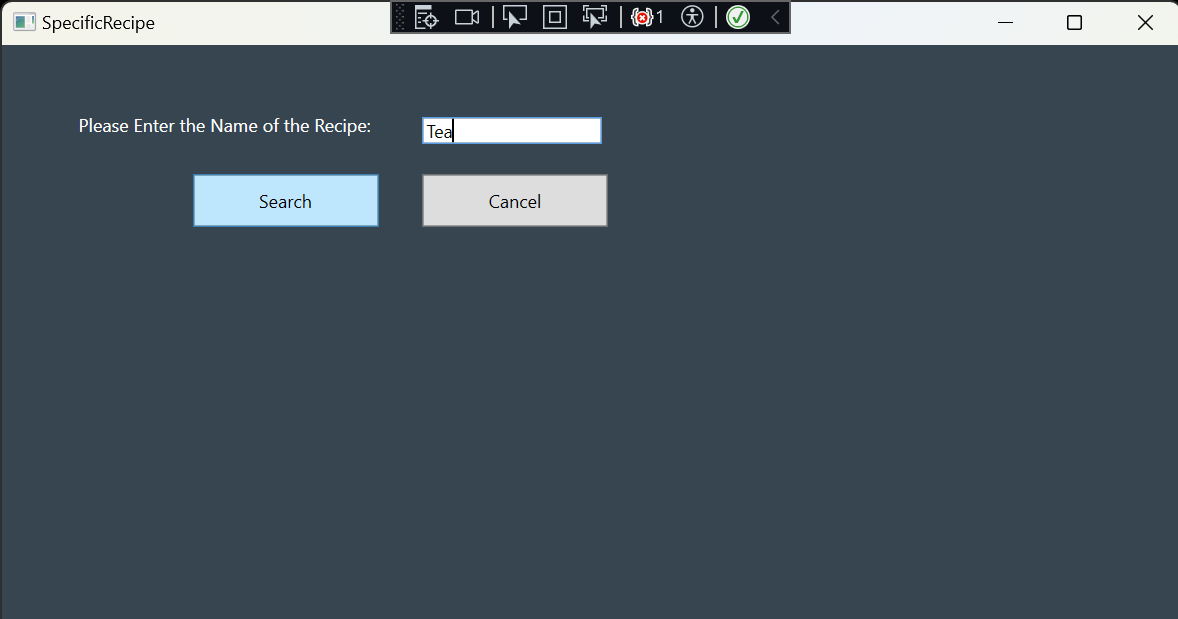 SpecificRecipe
1
Please Enter the Name of the Recipe:
Tea
Search
Cancel